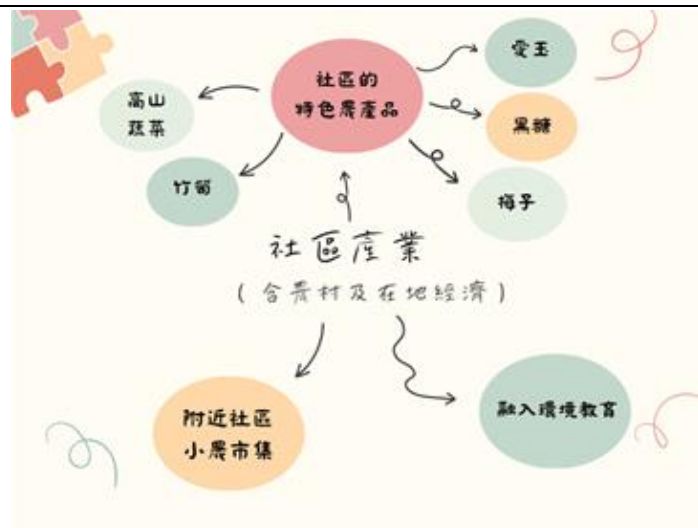 社區的
特色農產品
愛玉
高山
蔬菜
黑糖
竹筍
梅子
社區產業
（含農村及在地經濟）
附近社區
小農市集
融入環境教育